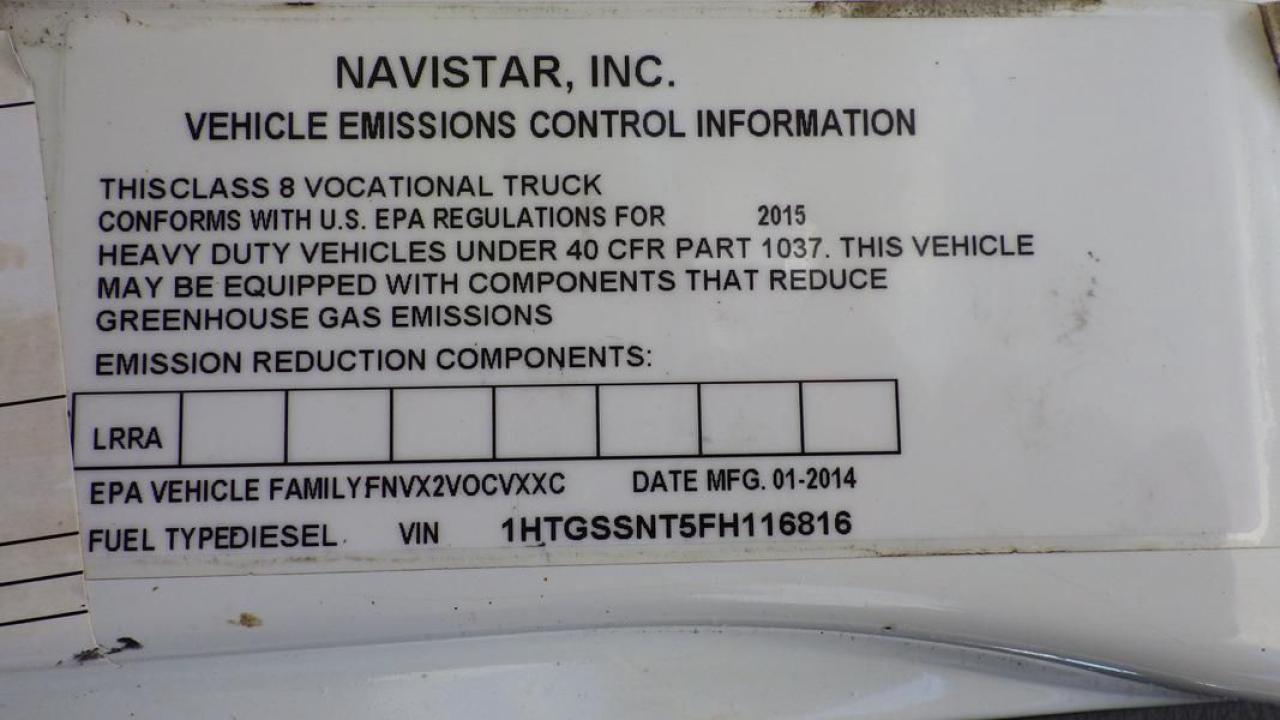 NAVISTAR, INC.
VEHICLE EMISSIONS CONTROL INFORMATION
THISCLASS 8 VOCATIONAL TRUCK
CONFORMS WITH U.S. EPA REGULATIONS FOR 2015
HEAVY DUTY VEHICLES UNDER 40 CFR PART 1037. THIS VEHICLE
MAY BE EQUIPPED WITH COMPONENTS THAT REDUCE
GREENHOUSE GAS EMISSIONS
EMISSION REDUCTION COMPONENTS:
LRRA
EPA VEHICLE FAMILYFNVX2VOCVXXC DATE MFG. 01-2014
FUEL TYPEDIESEL VIN 1HTGSSNT5FH116816